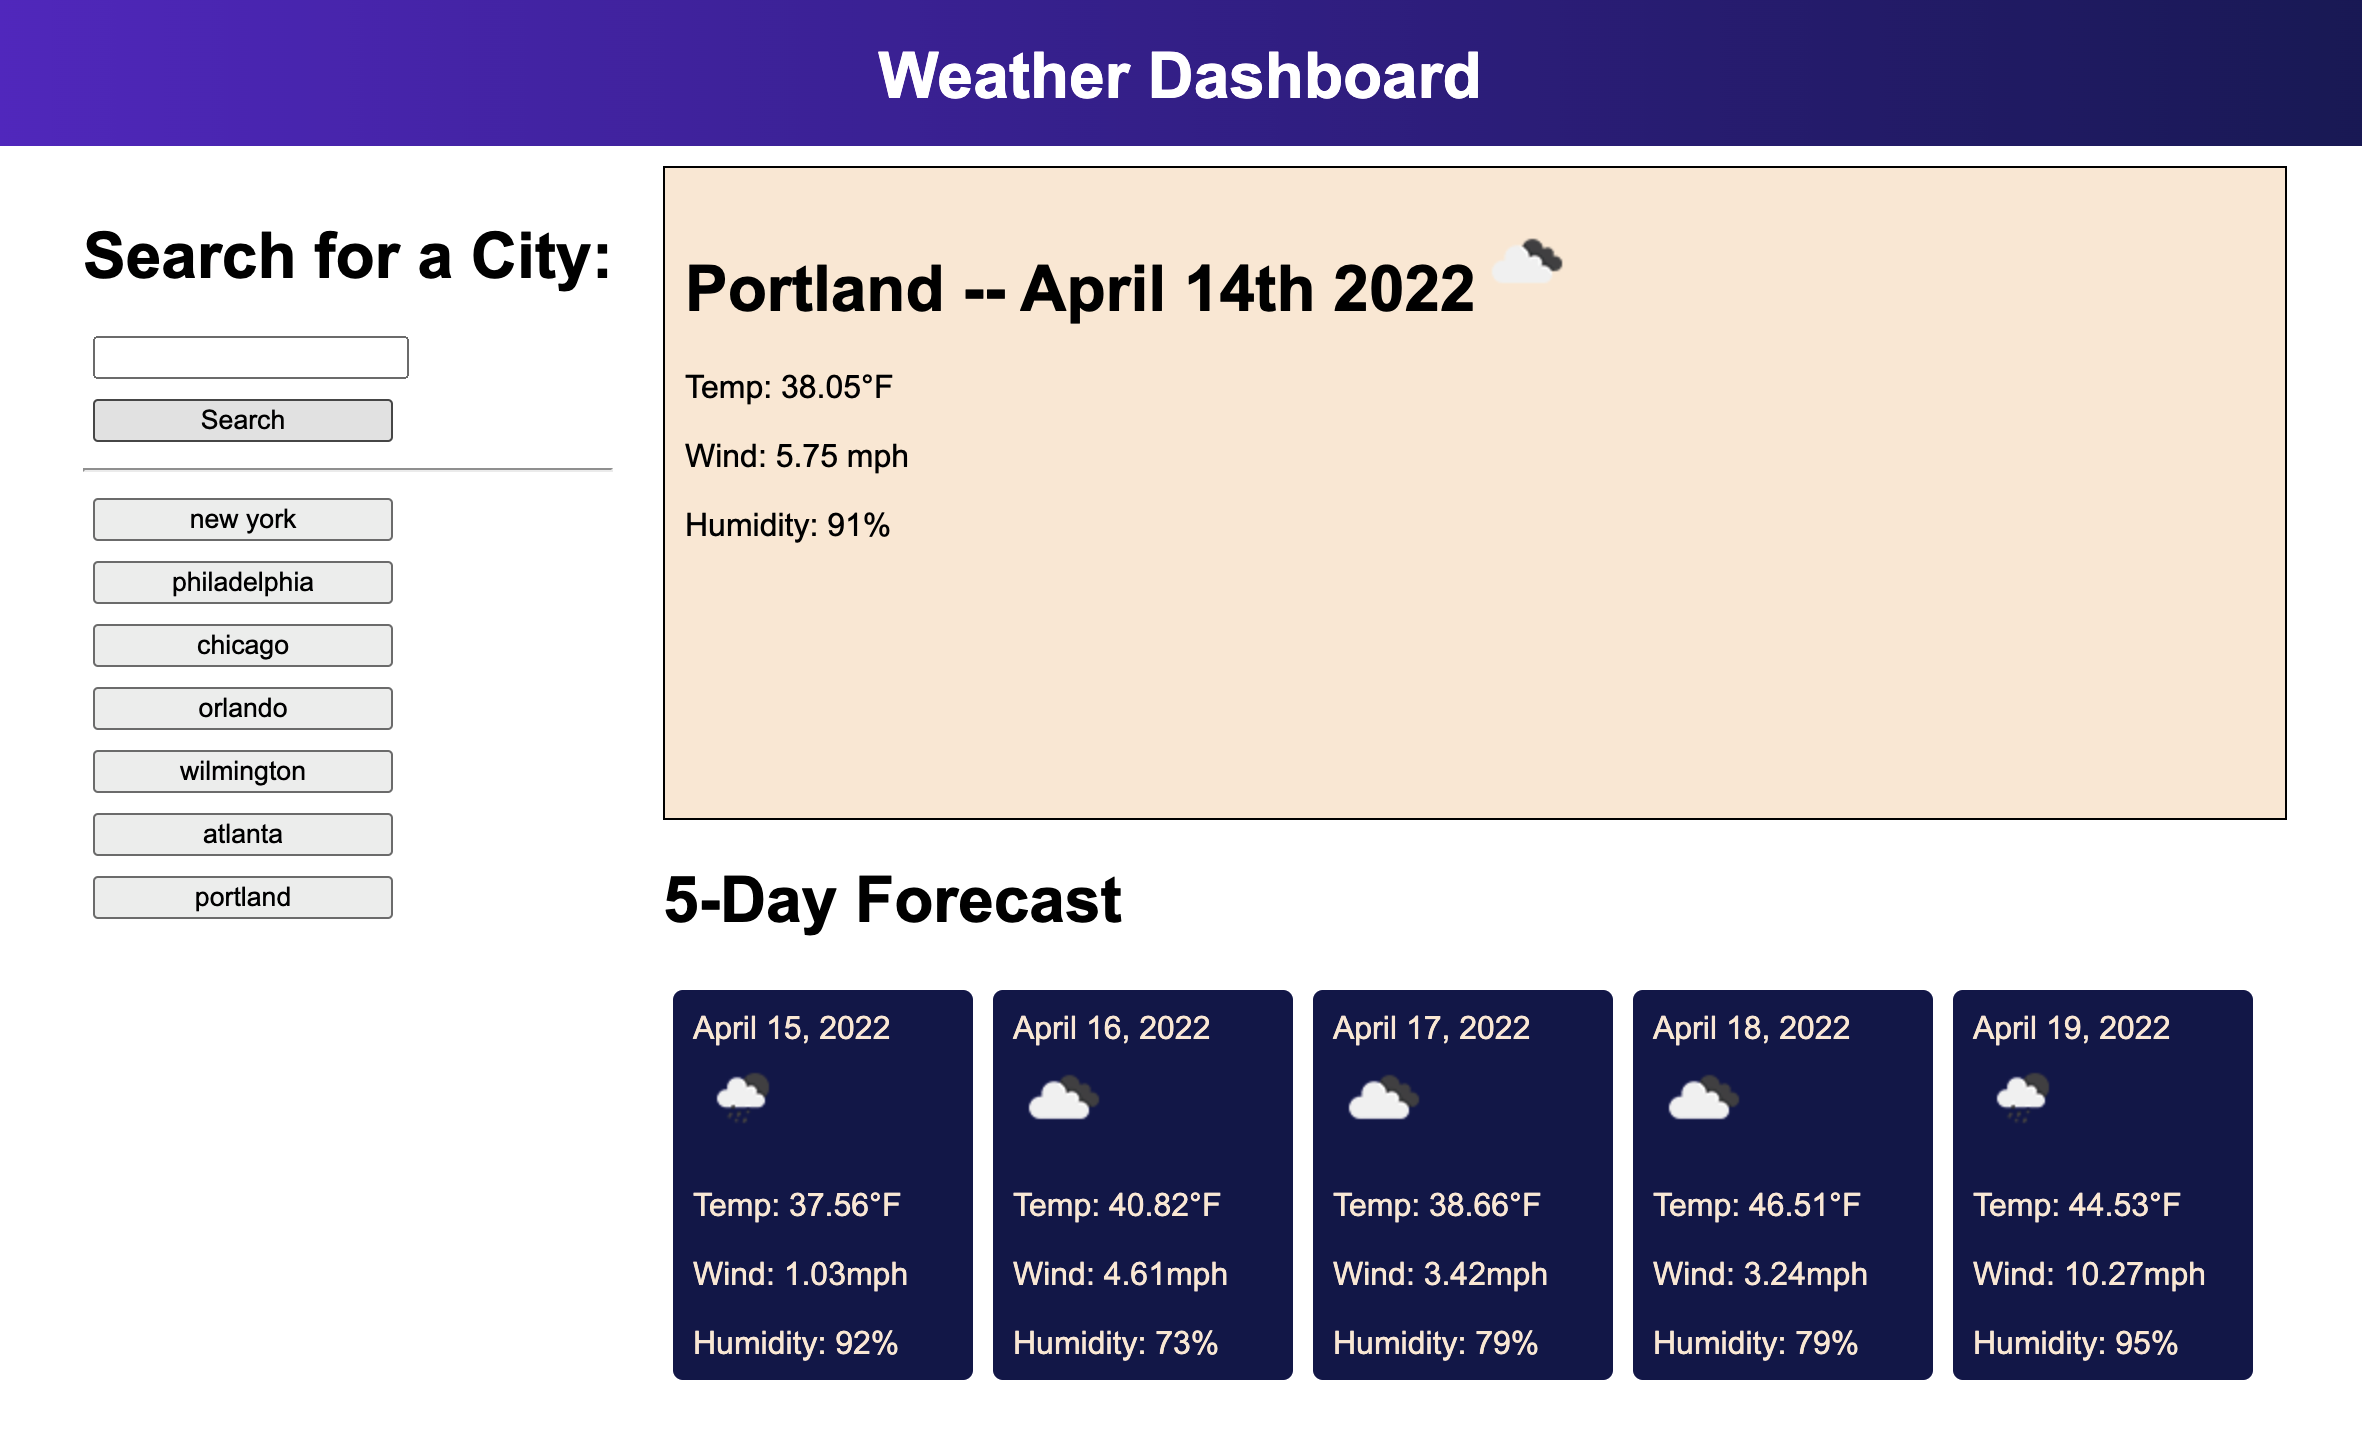 Weather Dashboard
Search for a City:
Search
new york
philadelphia
chicago
orlando
wilmington
atlanta
portland
Portland -- April 14th 2022
Temp: 38.05°F
Wind: 5.75 mph
Humidity: 91%
5-Day Forecast
April 15, 2022
Temp: 37.56°F
Wind: 1.03mph
Humidity: 92%
April 16, 2022
Temp: 40.82°F
Wind: 4.61mph
Humidity: 73%
April 17, 2022
Temp: 38.66°F
Wind: 3.42mph
Humidity: 79%
April 18, 2022
Temp: 46.51°F
Wind: 3.24mph
Humidity: 79%
April 19, 2022
Temp: 44.53°F
Wind: 10.27mph
Humidity: 95%